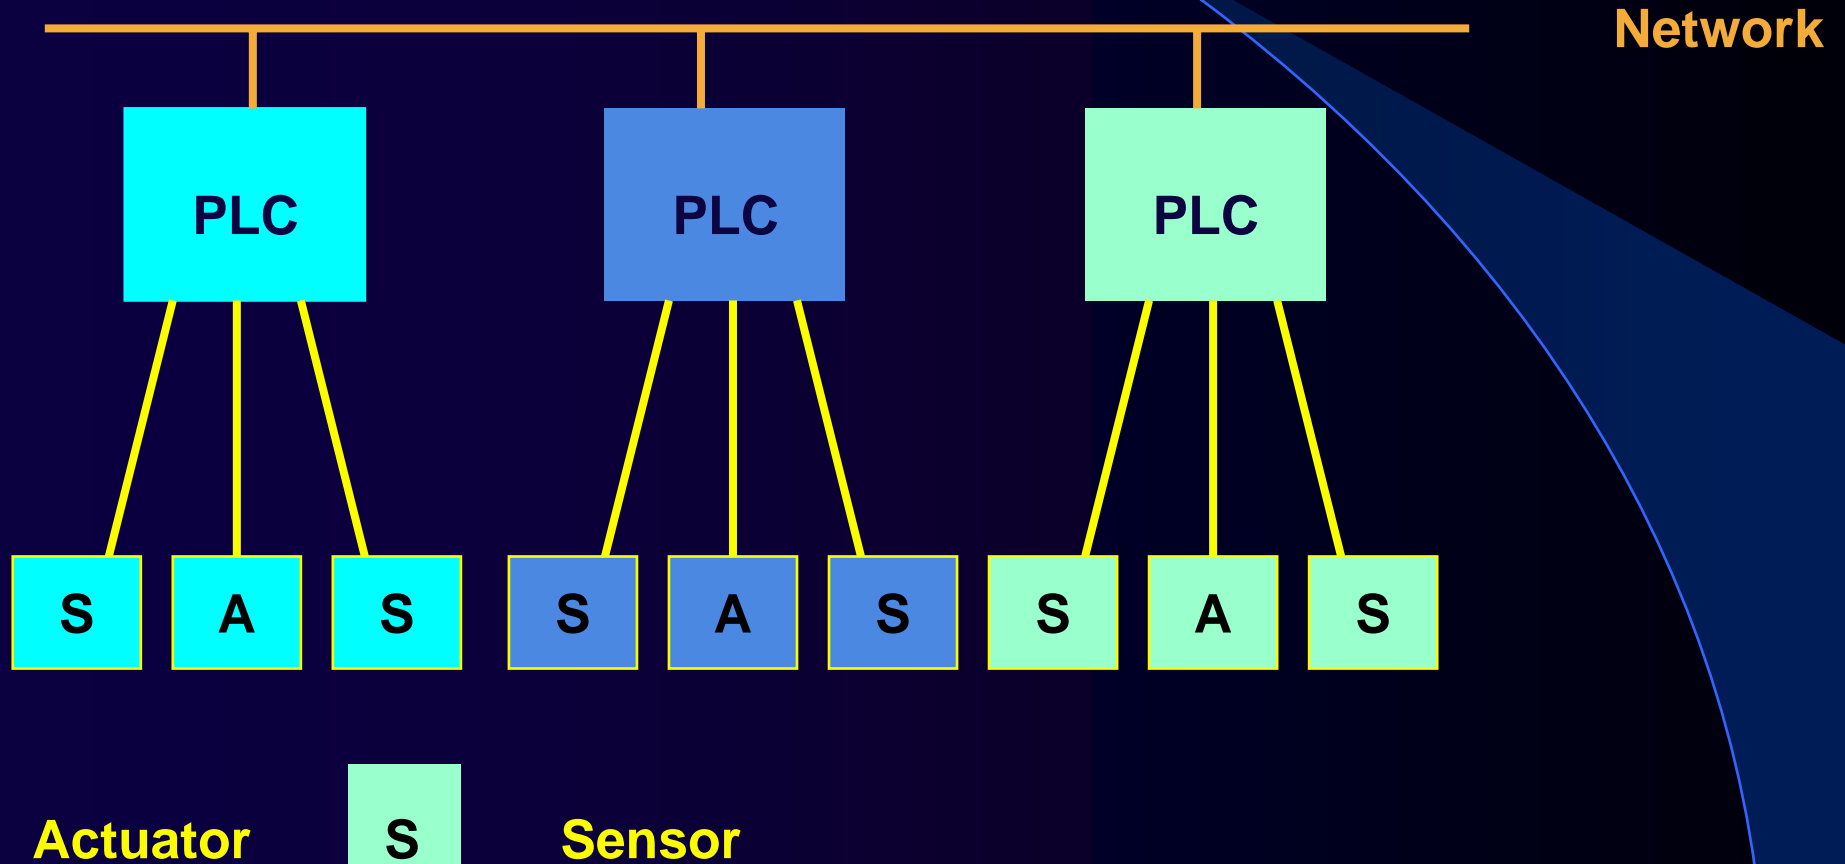 Network
PLC PLC PLC
S A S S A S S A S
Actuator S Sensor